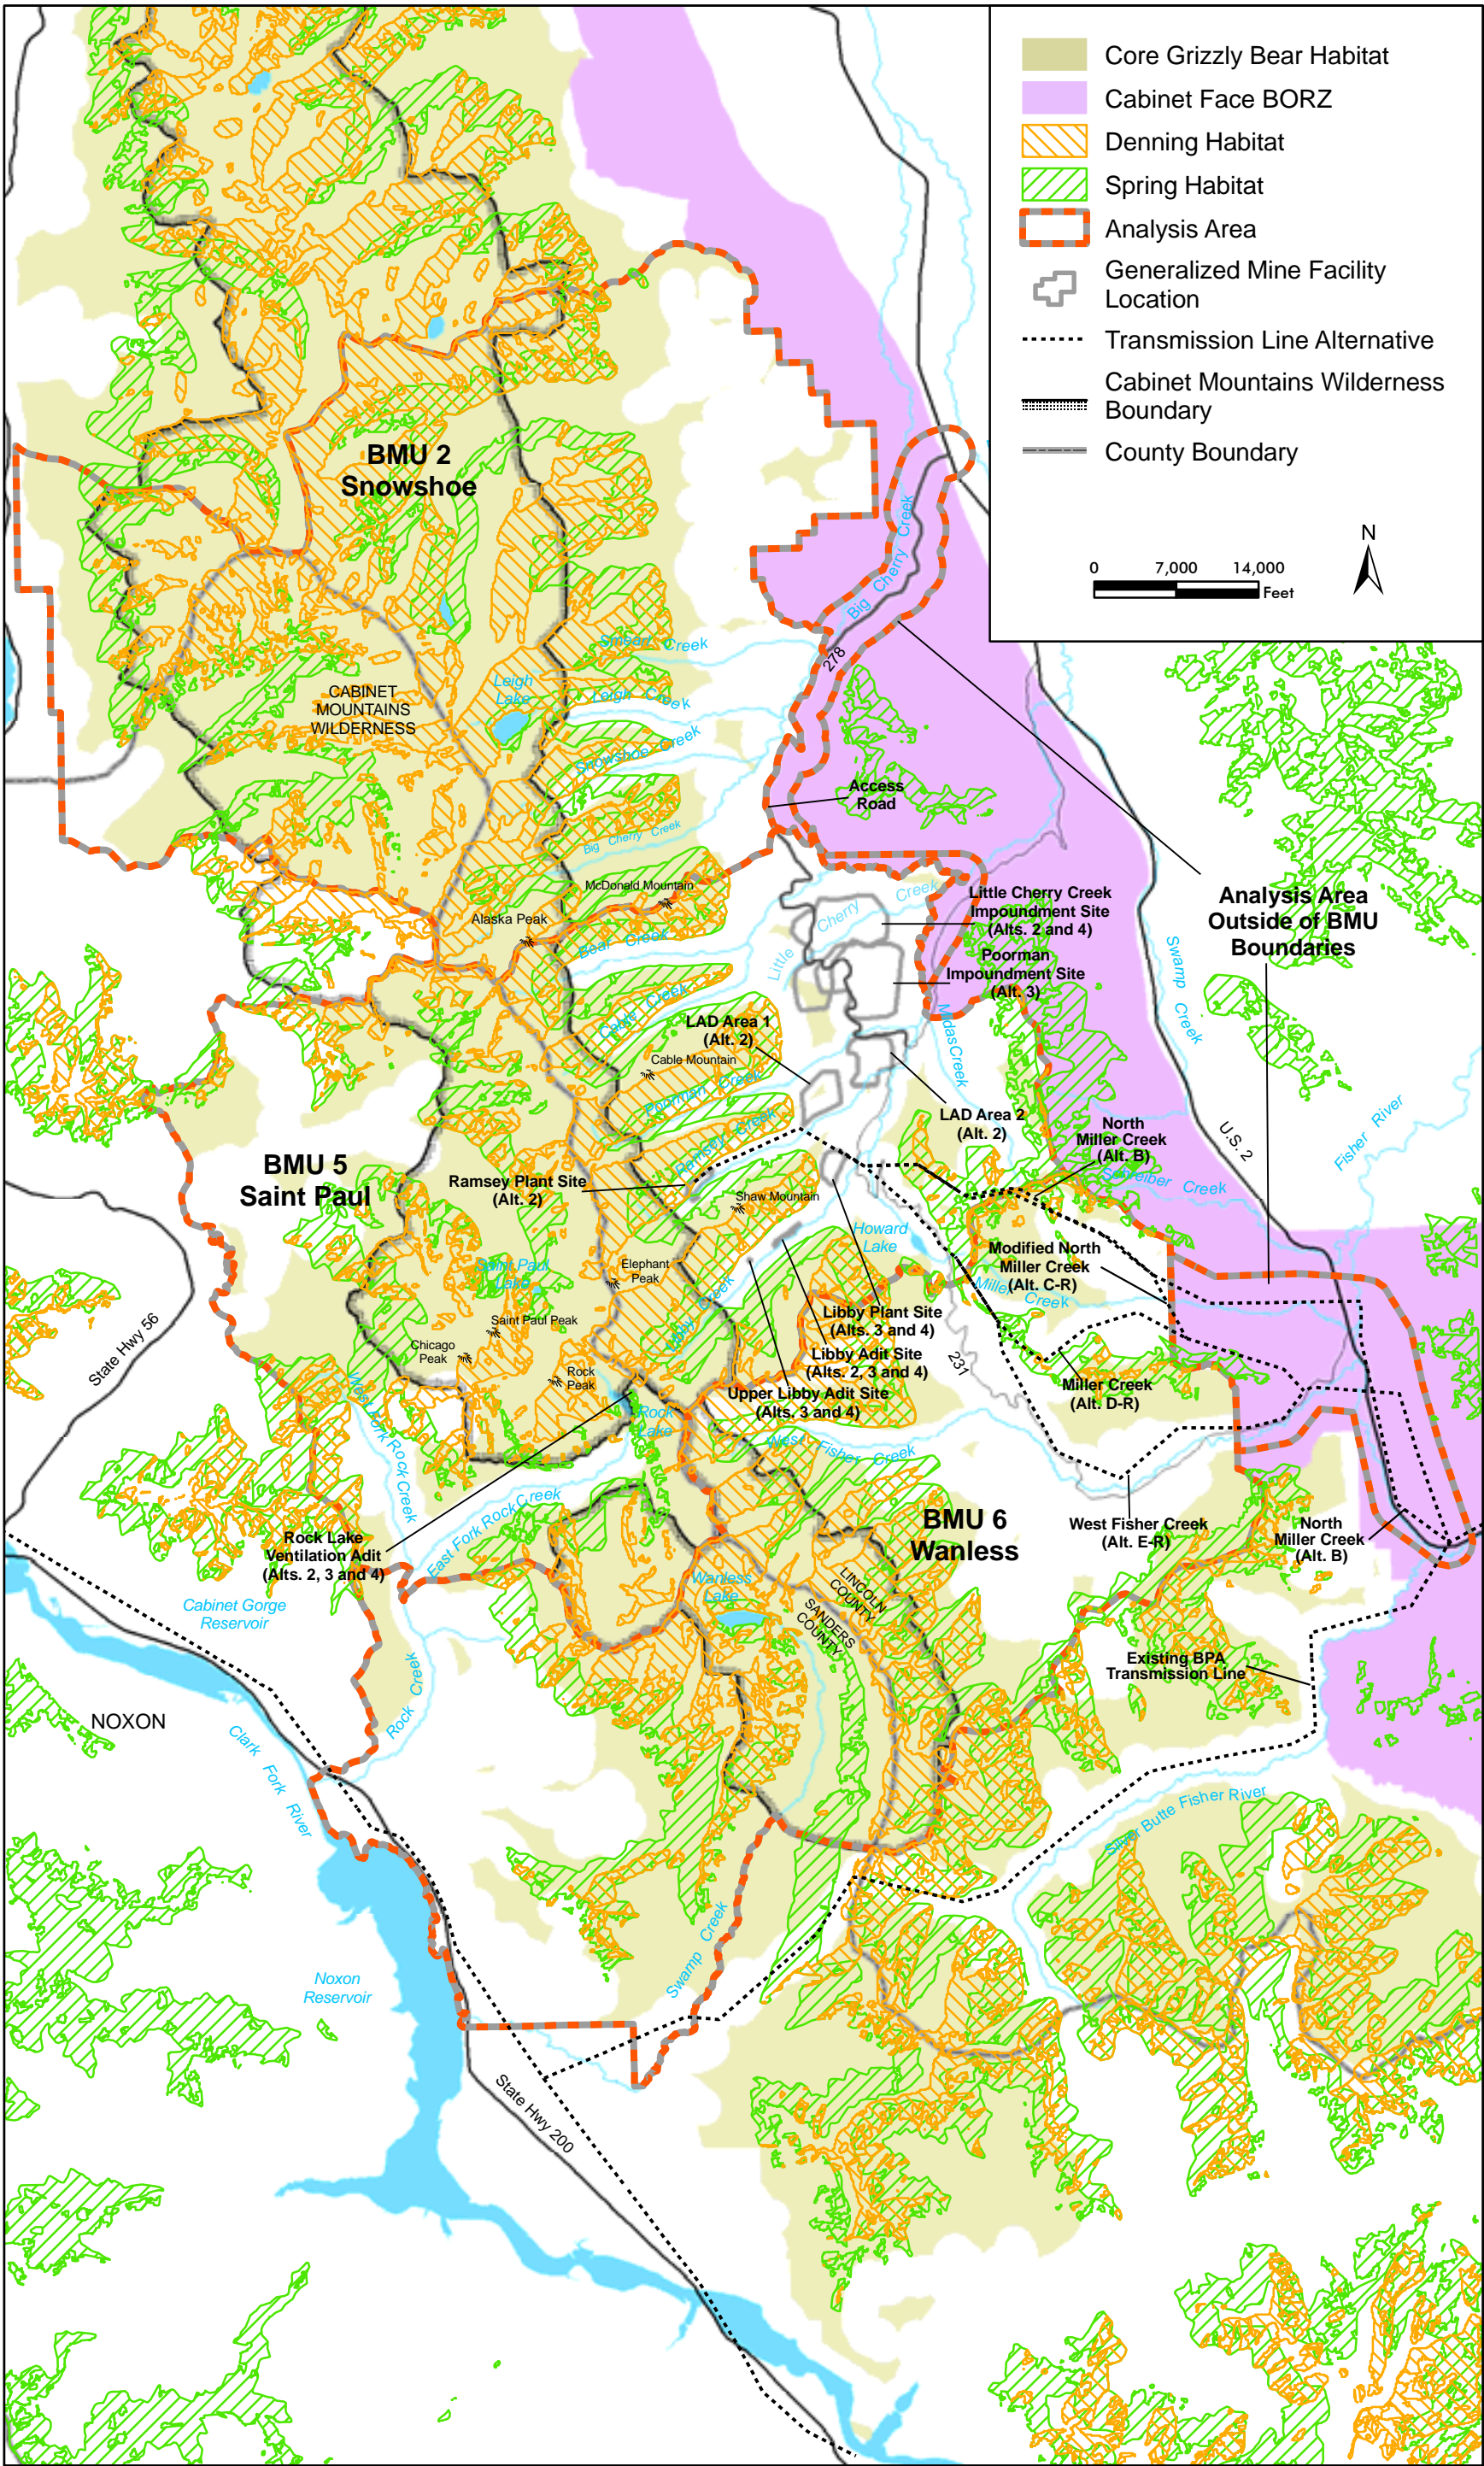 Core Grizzly Bear Habitat
Cabinet Face BORZ
Denning Habitat
Spring Habitat
Analysis Area
Generalized Mine Facility
Location
Transmission Line Alternative
Cabinet Mountains Wilderness
Boundary
County Boundary
N
0 7,000 14,000
Feet
BMU 2
Snowshoe
Big Cherry Creek
278
Smearl Creek
Leigh
Lake
Leigh Creek
CABINET
MOUNTAINS
WILDERNESS
Snowshoe Creek
Access
Road
Big Cherry Creek
McDonald Mountain
Alaska Peak
Bear Creek
Little Cherry Creek
Little Cherry Creek
Impoundment Site
(Alts. 2 and 4)
Analysis Area
Outside of BMU
Boundaries
Poorman
Impoundment Site
(Alt. 3)
Swamp Creek
Cable Creek
LAD Area 1
(Alt. 2)
Midas Creek
Cable Mountain
Poorman Creek
LAD Area 2
(Alt. 2)
North
Miller Creek
(Alt. B)
U.S. 2
Fisher River
Ramsey Creek
BMU 5
Saint Paul
Ramsey Plant Site
(Alt. 2)
Shaw Mountain
Schreiber Creek
Howard
Lake
Modified North
Miller Creek
(Alt. C-R)
Elephant
Peak
Saint Paul
Lake
Miller Creek
Libby Creek
Libby Plant Site
(Alts. 3 and 4)
Saint Paul Peak
State Hwy 56
Chicago
Peak
Libby Adit Site
(Alts. 2, 3 and 4)
231
Rock
Peak
Upper Libby Adit Site
(Alts. 3 and 4)
Miller Creek
(Alt. D-R)
West Fork Rock Creek
Rock
Lake
West Fisher Creek
East Fork Rock Creek
BMU 6
Wanless
West Fisher Creek
(Alt. E-R)
North
Miller Creek
(Alt. B)
Rock Lake
Ventilation Adit
(Alts. 2, 3 and 4)
Wanless
Lake
LINCOLN
COUNTY
SANDERS
COUNTY
Cabinet Gorge
Reservoir
Existing BPA
Transmission Line
Rock Creek
NOXON
Clark Fork River
Silver Butte Fisher River
Swamp Creek
Noxon
Reservoir
State Hwy 200